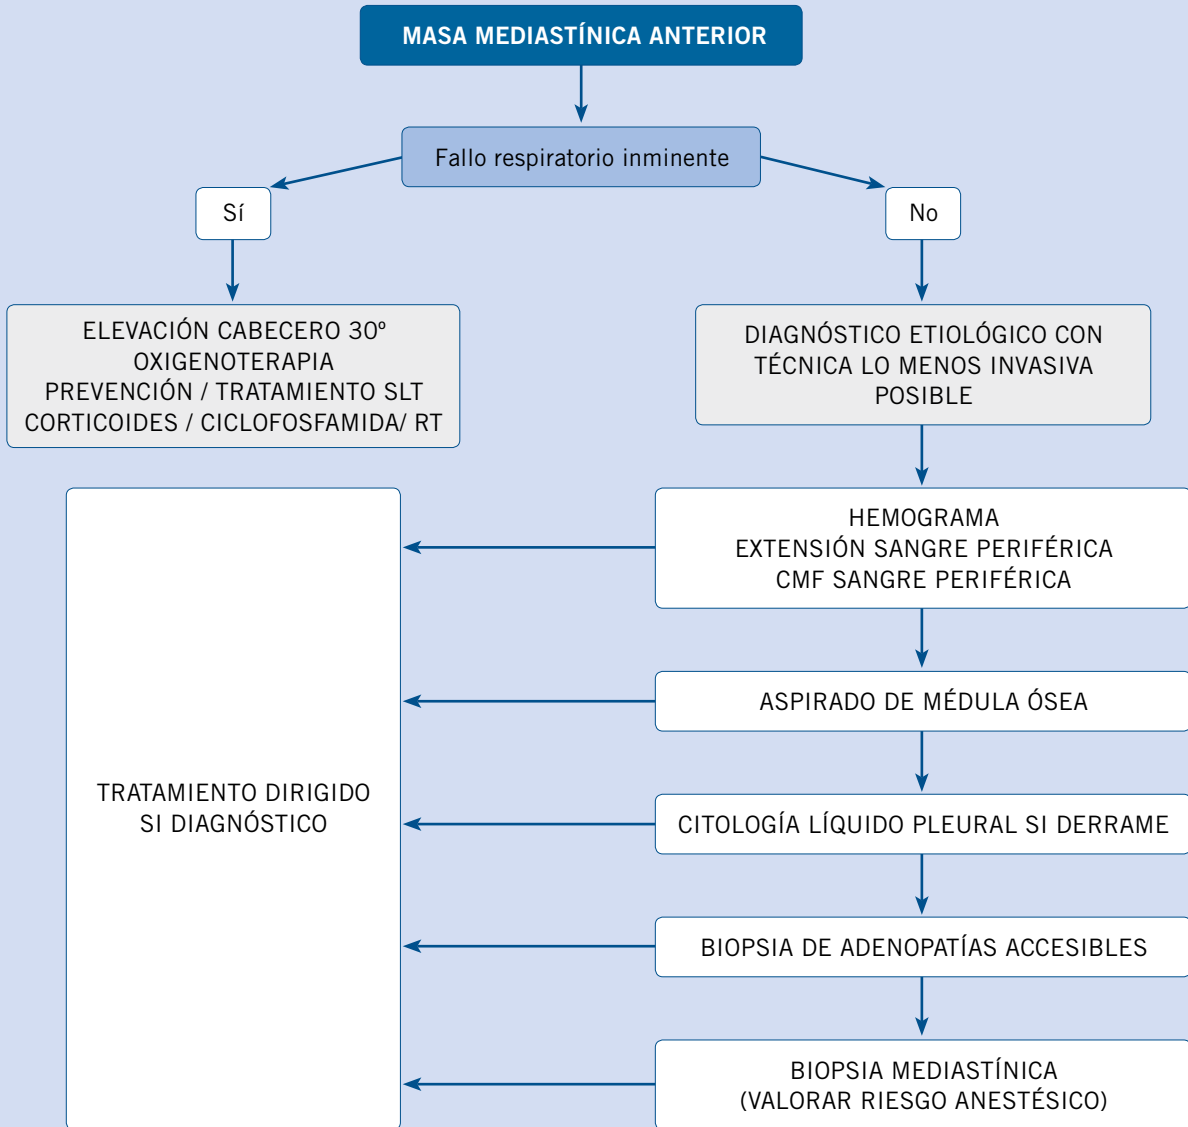 MASA MEDIASTÍNICA ANTERIOR
Fallo respiratorio inminente
Sí
No
ELEVACIÓN CABECERO 30º
OXIGENOTERAPIA
PREVENCIÓN / TRATAMIENTO SLT
CORTICOIDES / CICLOFOSFAMIDA/ RT
DIAGNÓSTICO ETIOLÓGICO CON
TÉCNICA LO MENOS INVASIVA
POSIBLE
HEMOGRAMA
EXTENSIÓN SANGRE PERIFÉRICA
CMF SANGRE PERIFÉRICA
ASPIRADO DE MÉDULA ÓSEA
TRATAMIENTO DIRIGIDO
SI DIAGNÓSTICO
CITOLOGÍA LÍQUIDO PLEURAL SI DERRAME
BIOPSIA DE ADENOPATÍAS ACCESIBLES
BIOPSIA MEDIASTÍNICA
(VALORAR RIESGO ANESTÉSICO)